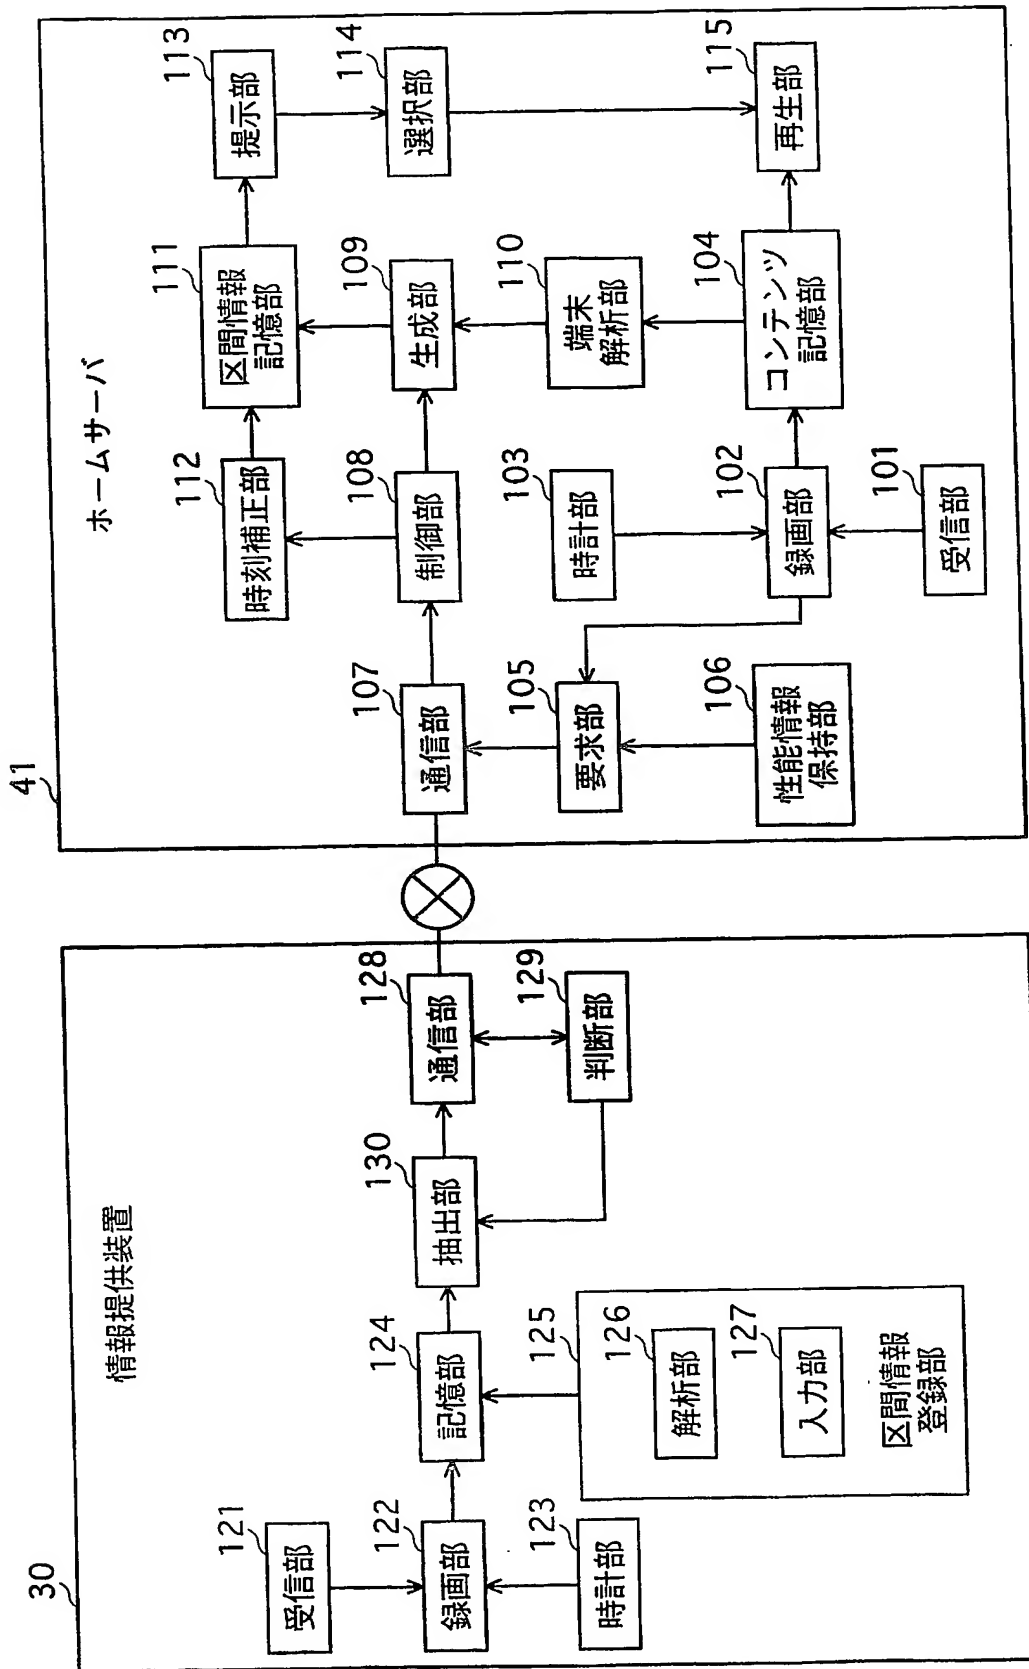 30
情報提供装置
121
受信部
122
録画部
123
時計部
124
記憶部
125
126
解析部
127
入力部
区間情報
登録部
130
抽出部
128
通信部
129
判断部
41
ホームサーバ
107
通信部
105
要求部
106
性能情報
保持部
112
時刻補正部
108
制御部
103
時計部
102
録画部
101
受信部
111
区間情報
記憶部
109
生成部
110
端末
解析部
104
コンテンツ
記憶部
113
提示部
114
選択部
115
再生部